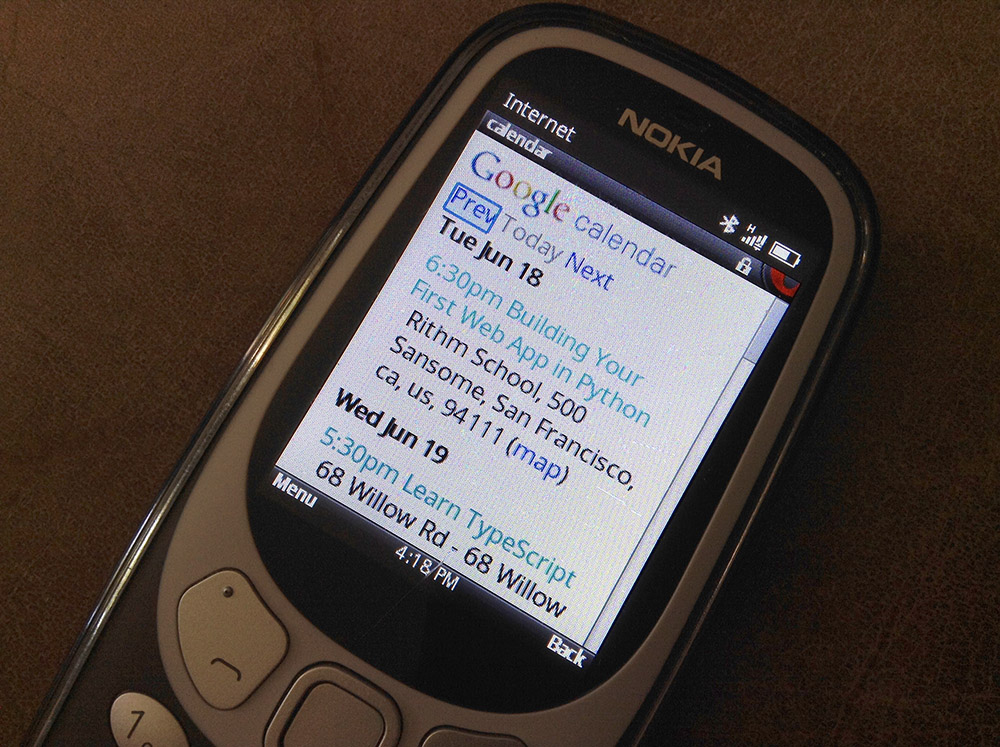 NOKIA
Internet
calendar
H
Google calendar
Prev Today Next
Tue Jun 18
6:30pm Building Your
First Web App in Python
Rithm School, 500
Sansome, San Francisco,
ca, us, 94111 (map)
Wed Jun 19
5:30pm Learn TypeScript
68 Willow Rd - 68 Willow
Menu
4:18 PM
Back
1